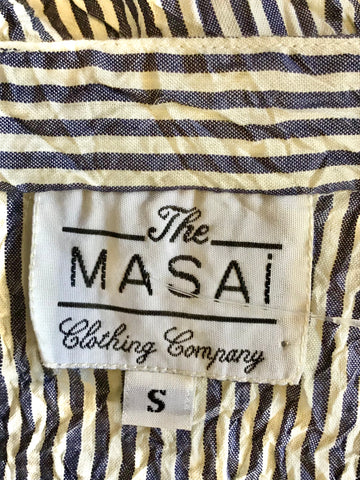 The
MASAi
Clothing Company
S